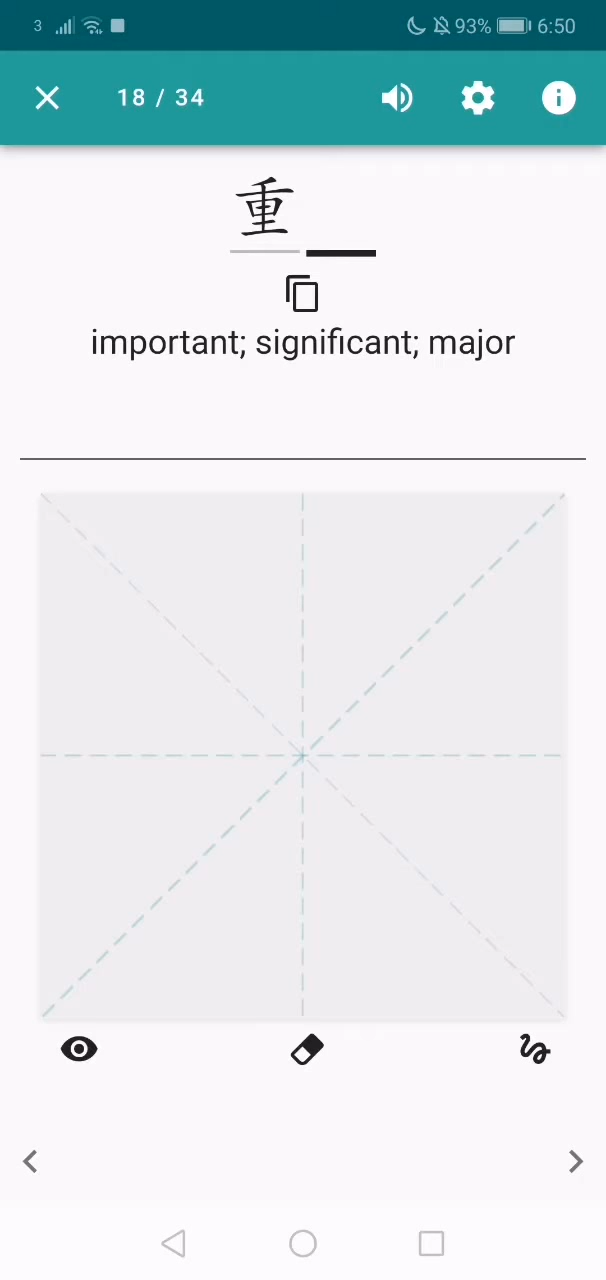 3 93% 6:50
18 / 34
重
important; significant; major